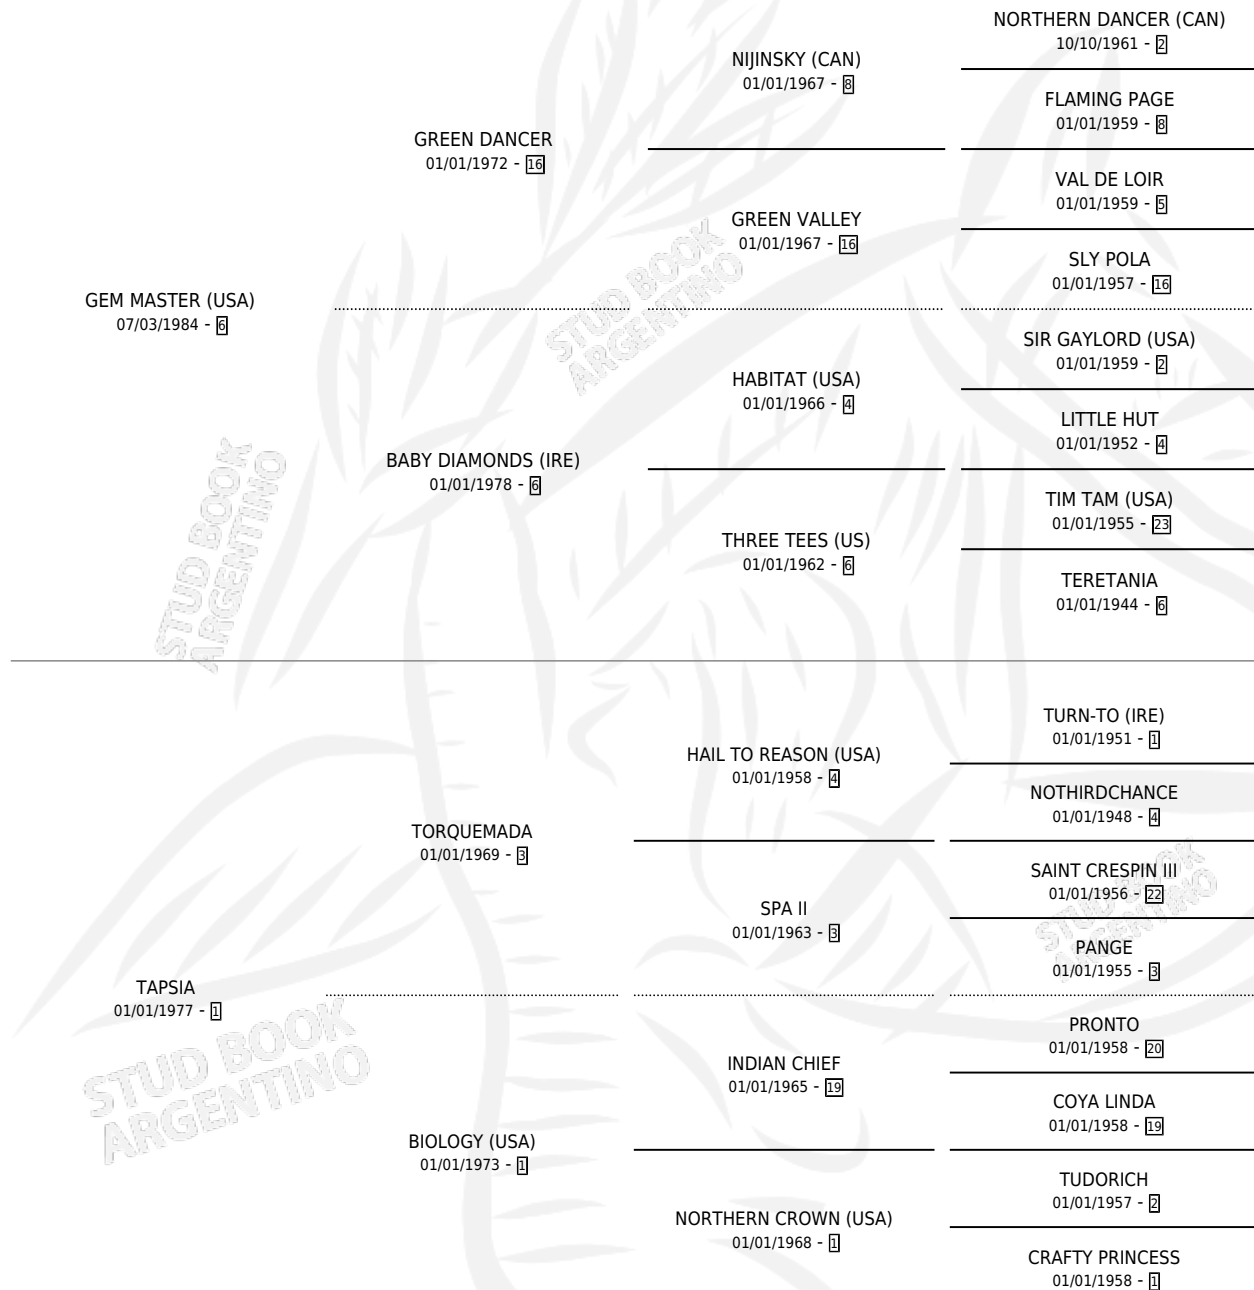 NORTHERN DANCER (CAN)
10/10/1961 - 2
NIJINSKY (CAN)
01/01/1967 - 8
FLAMING PAGE
01/01/1959 - 8
GREEN DANCER
01/01/1972 - 16
VAL DE LOIR
01/01/1959 - 5
GREEN VALLEY
01/01/1967 - 16
SLY POLA
01/01/1957 - 16
GEM MASTER (USA)
07/03/1984 - 6
SIR GAYLORD (USA)
01/01/1959 - 2
HABITAT (USA)
01/01/1966 - 4
LITTLE HUT
01/01/1952 - 4
BABY DIAMONDS (IRE)
01/01/1978 - 6
TIM TAM (USA)
01/01/1955 - 23
THREE TEES (US)
01/01/1962 - 6
TERETANIA
01/01/1944 - 6
STUD BOOK
ARGENTINO
STUD BOOK
ARGENTINO
TURN-TO (IRE)
01/01/1951 - 1
HAIL TO REASON (USA)
01/01/1958 - 4
NOTHIRDCHANCE
01/01/1948 - 4
TORQUEMADA
01/01/1969 - 3
SAINT CRESPIN III
01/01/1956 - 22
SPA II
01/01/1963 - 3
PANGE
01/01/1955 - 3
TAPSIA
01/01/1977 - 1
PRONTO
01/01/1958 - 20
INDIAN CHIEF
01/01/1965 - 19
COYA LINDA
01/01/1958 - 19
BIOLOGY (USA)
01/01/1973 - 1
TUDORICH
01/01/1957 - 2
NORTHERN CROWN (USA)
01/01/1968 - 1
CRAFTY PRINCESS
01/01/1958 - 1
STUD BOOK
ARGENTINO
STUD BOOK
ARGENTINO